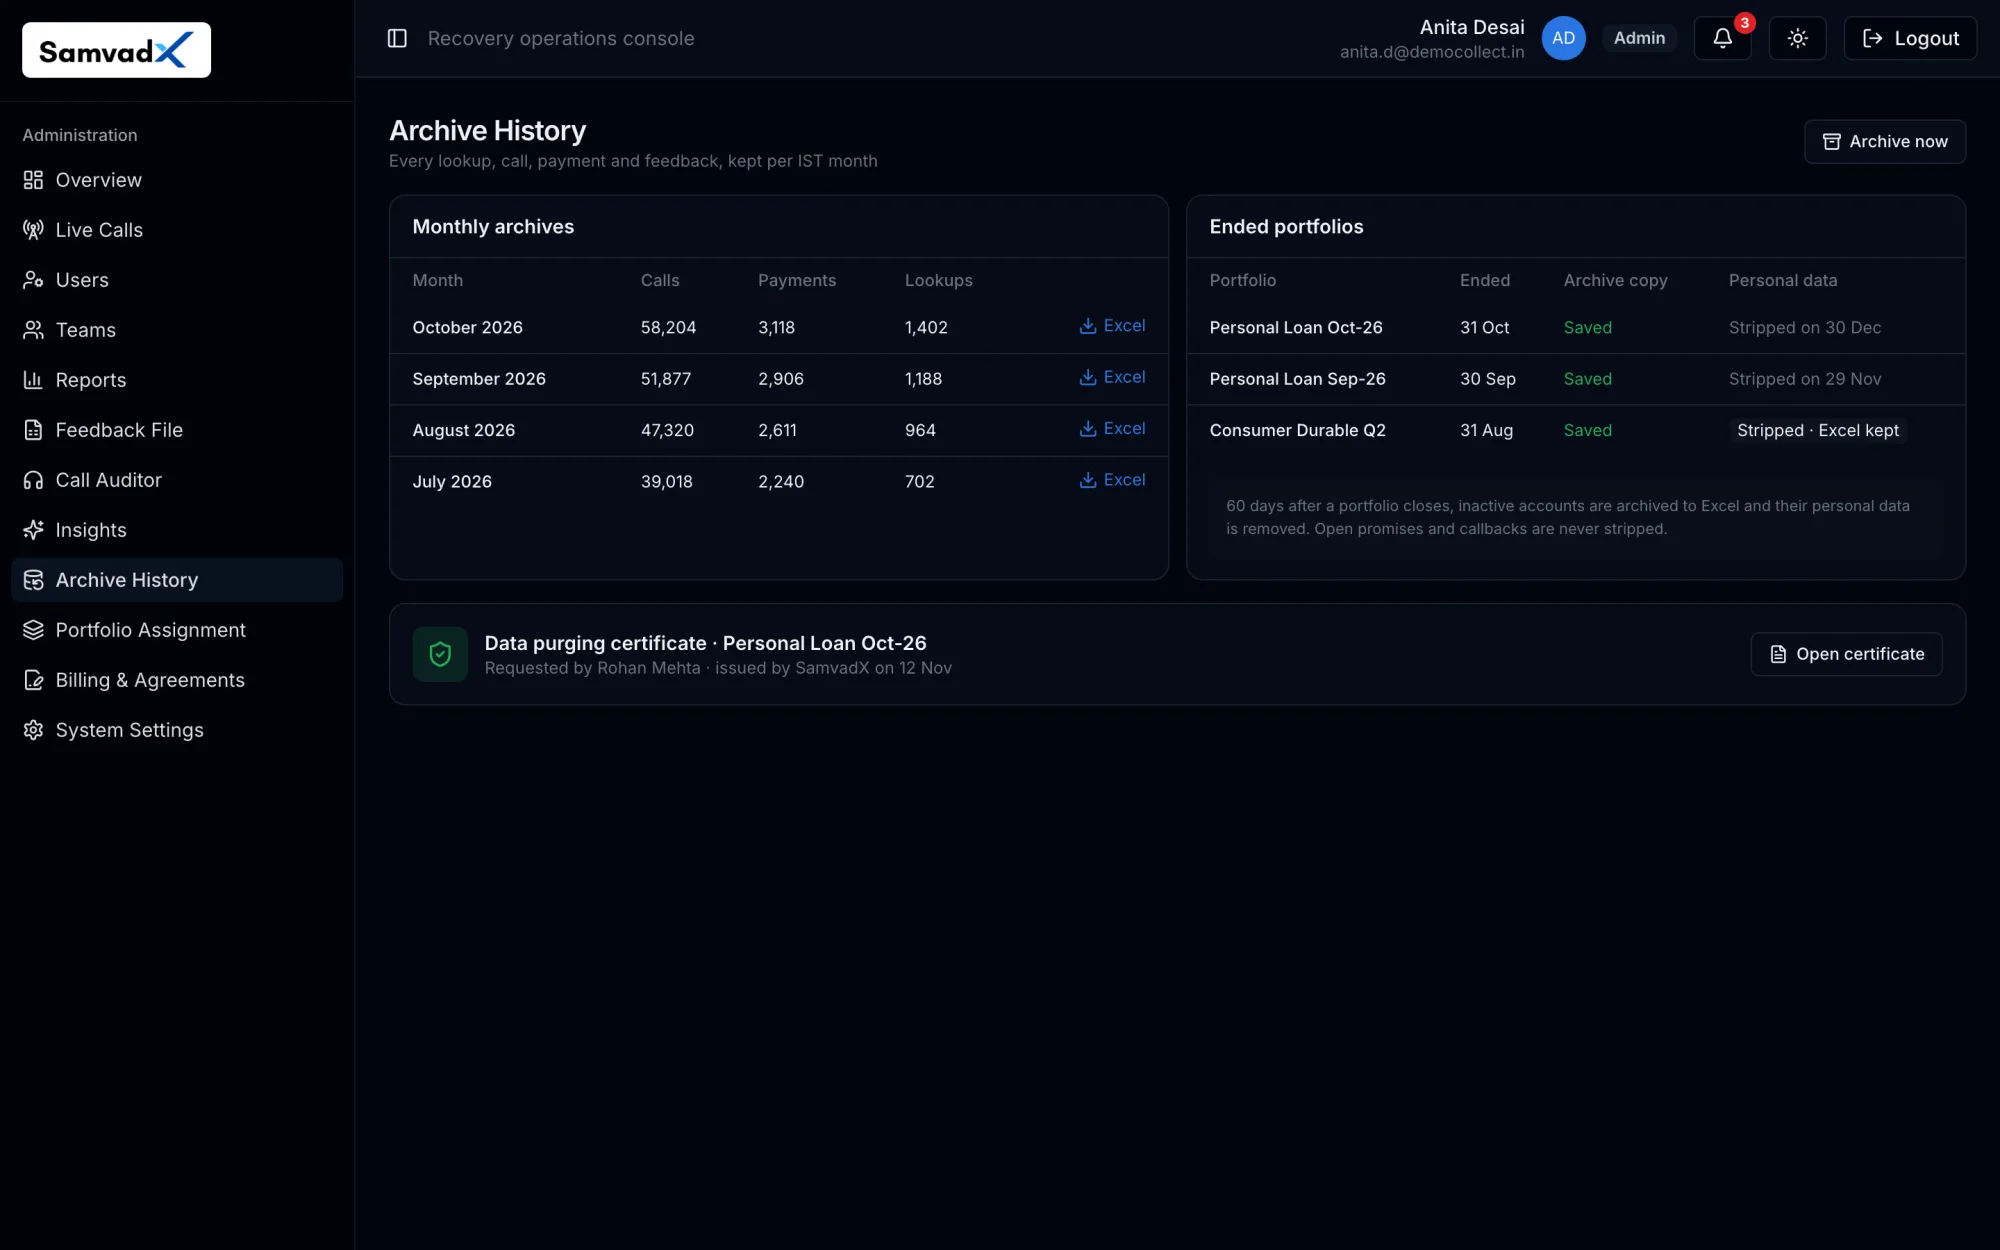 SamvadX
Recovery operations console
Anita Desai
anita.d@democollect.in
AD
Admin
3
Logout
Administration
Overview
Live Calls
Users
Teams
Reports
Feedback File
Call Auditor
Insights
Archive History
Portfolio Assignment
Billing & Agreements
System Settings
Archive History
Every lookup, call, payment and feedback, kept per IST month
Archive now
Monthly archives
Month Calls Payments Lookups
October 2026 58,204 3,118 1,402 Excel
September 2026 51,877 2,906 1,188 Excel
August 2026 47,320 2,611 964 Excel
July 2026 39,018 2,240 702 Excel
Ended portfolios
Portfolio Ended Archive copy Personal data
Personal Loan Oct-26 31 Oct Saved Stripped on 30 Dec
Personal Loan Sep-26 30 Sep Saved Stripped on 29 Nov
Consumer Durable Q2 31 Aug Saved Stripped · Excel kept
60 days after a portfolio closes, inactive accounts are archived to Excel and their personal data
is removed. Open promises and callbacks are never stripped.
Data purging certificate · Personal Loan Oct-26
Requested by Rohan Mehta · issued by SamvadX on 12 Nov
Open certificate